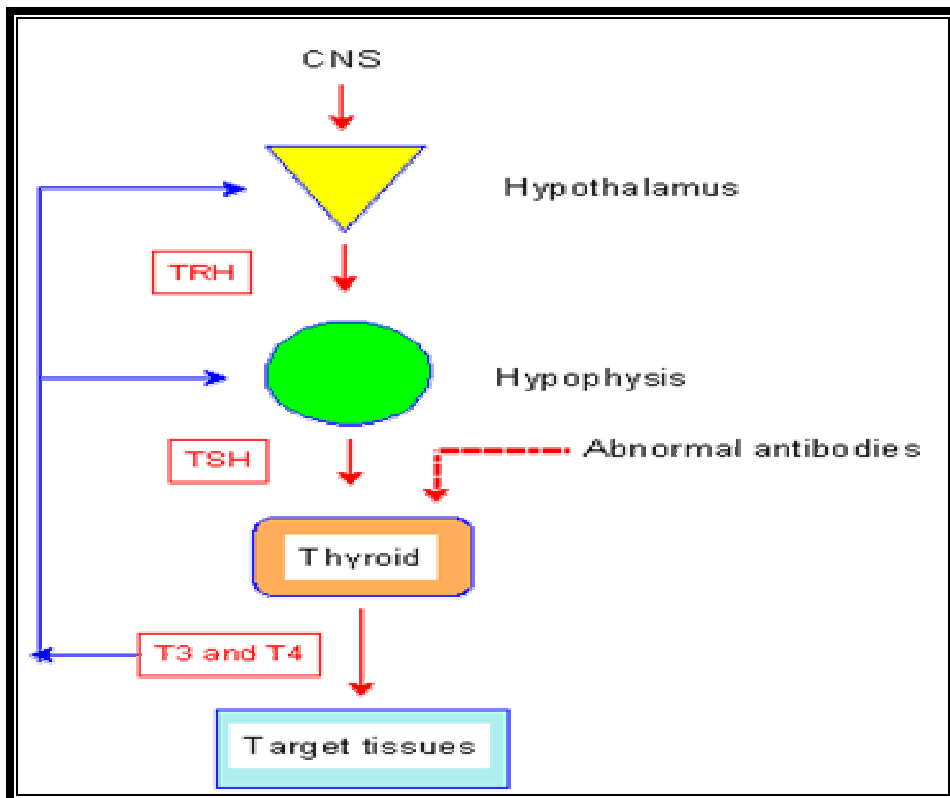 CNS
Hypothalamus
TRH
Hypophysis
Abnormal antibodies
TSH
Thyroid
T3 and T4
Target tissues